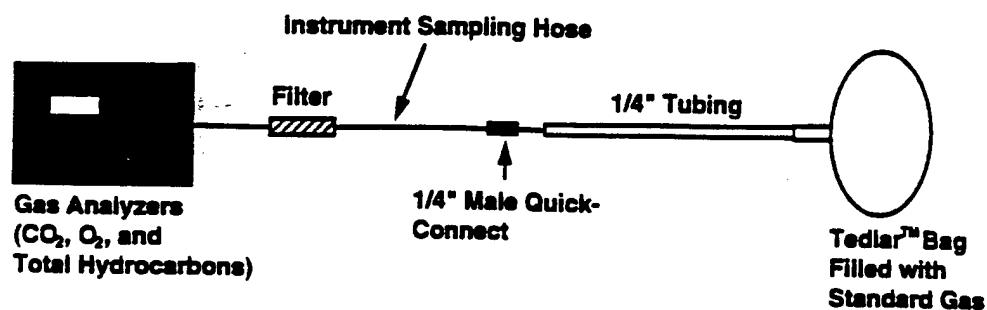 Instrument Sampling Hose
Filter
1/4" Tubing
1/4" Male Quick-
Connect
Gas Analyzers
(CO₂, O₂, and
Total Hydrocarbons)
Tedlar™ Bag
Filled with
Standard Gas